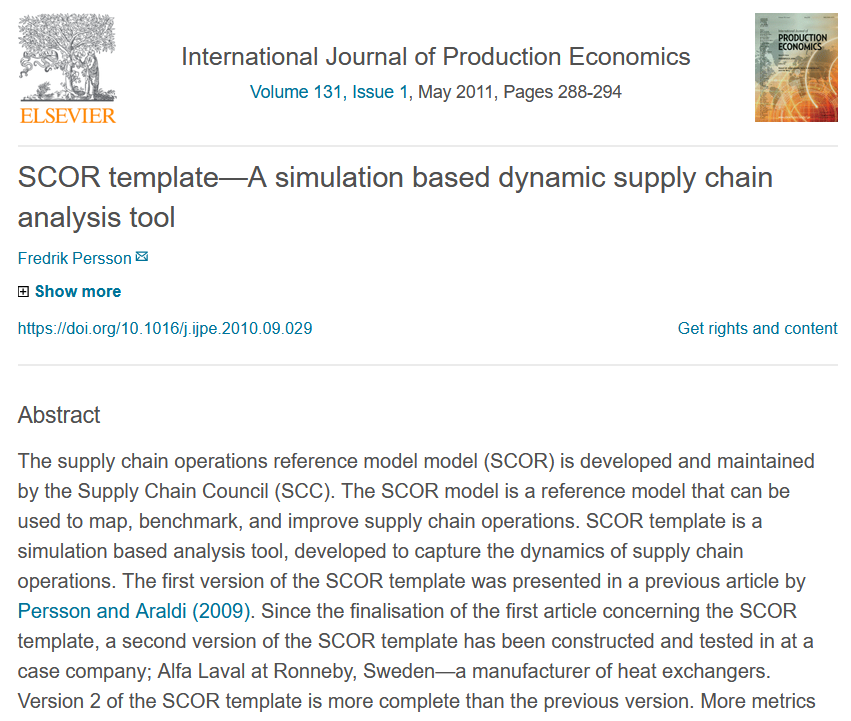 ELSEVIER
International Journal of Production Economics
Volume 131, Issue 1, May 2011, Pages 288-294
PRODUCTION
ECONOMICS
SCOR template—A simulation based dynamic supply chain
analysis tool
Fredrik Persson
Show more
https://doi.org/10.1016/j.ijpe.2010.09.029
Get rights and content
Abstract
The supply chain operations reference model model (SCOR) is developed and maintained
by the Supply Chain Council (SCC). The SCOR model is a reference model that can be
used to map, benchmark, and improve supply chain operations. SCOR template is a
simulation based analysis tool, developed to capture the dynamics of supply chain
operations. The first version of the SCOR template was presented in a previous article by
Persson and Araldi (2009). Since the finalisation of the first article concerning the SCOR
template, a second version of the SCOR template has been constructed and tested in at a
case company; Alfa Laval at Ronneby, Sweden—a manufacturer of heat exchangers.
Version 2 of the SCOR template is more complete than the previous version. More metrics